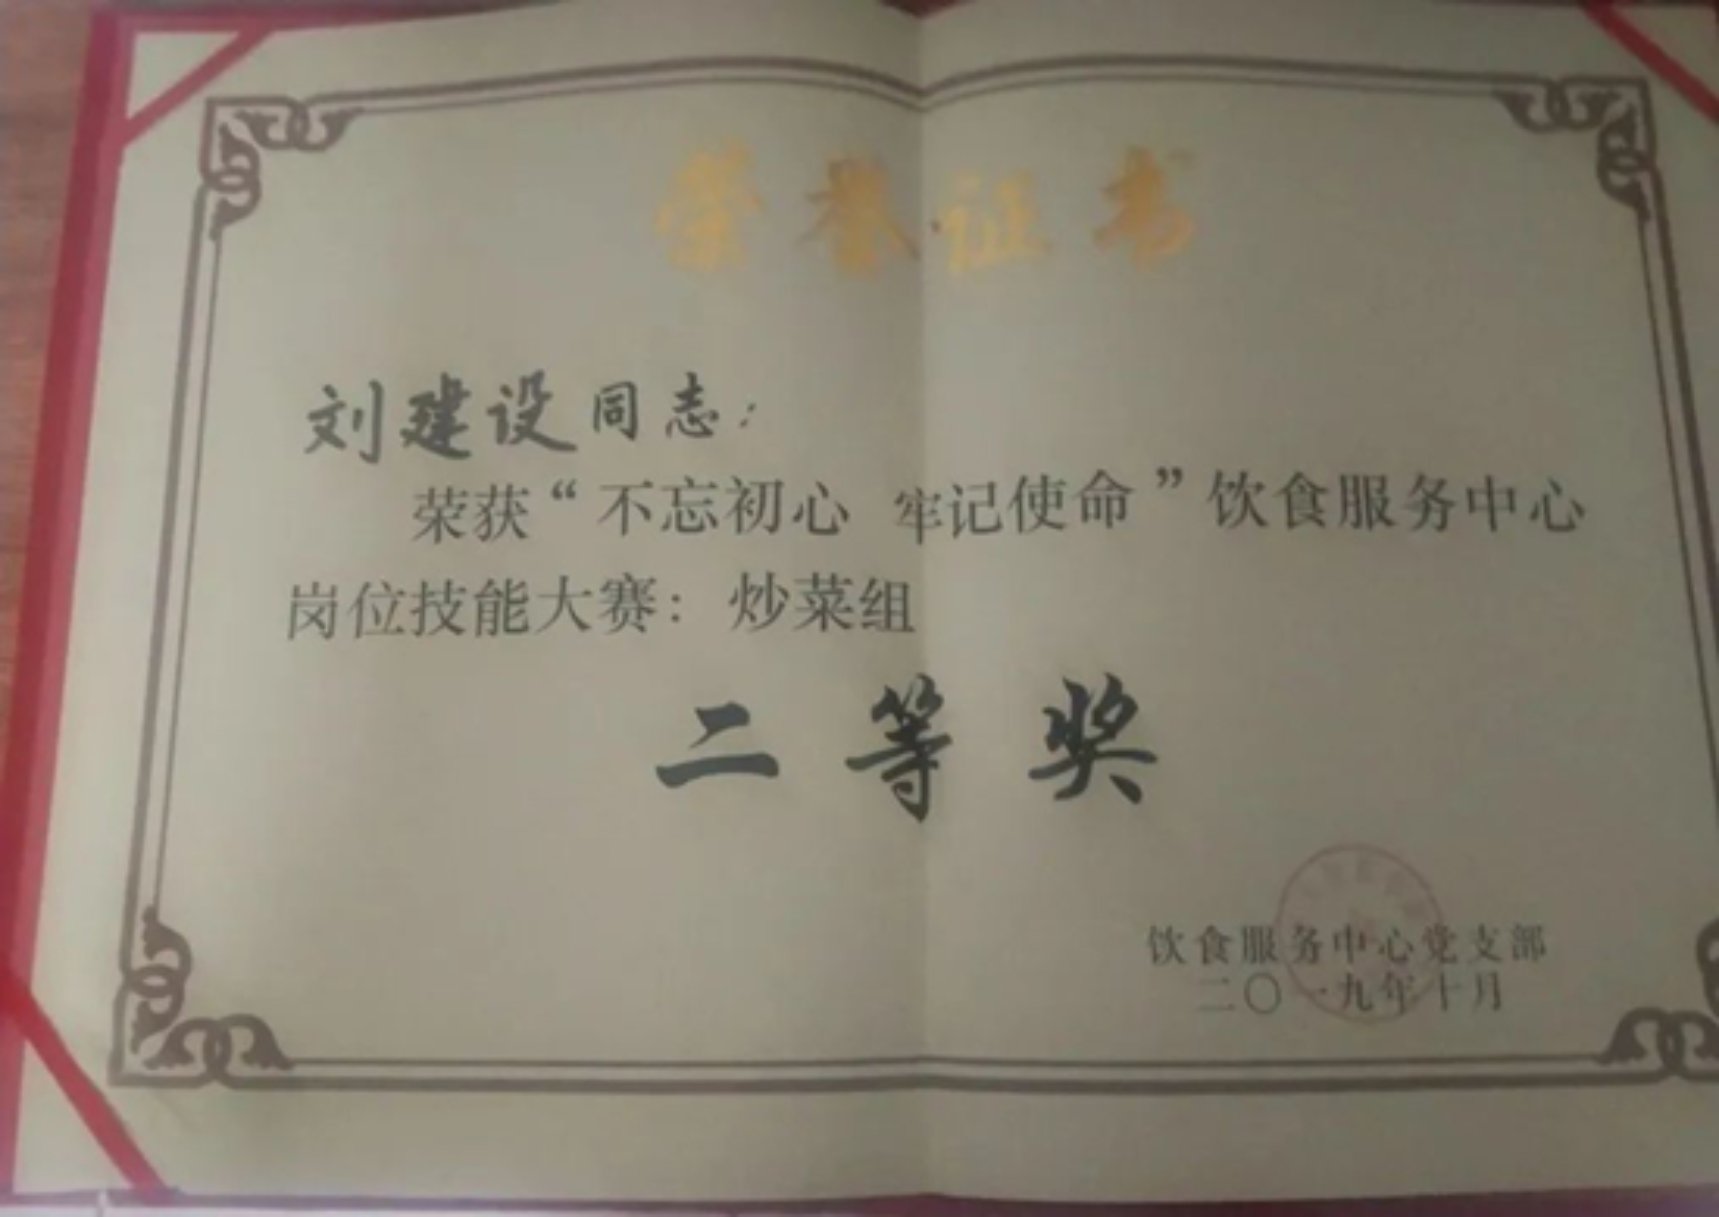 荣誉证书
刘建设同志：
荣获“不忘初心 牢记使命”饮食服务中心
岗位技能大赛：炒菜组
二等奖
饮食服务中心党支部
二〇一九年十月